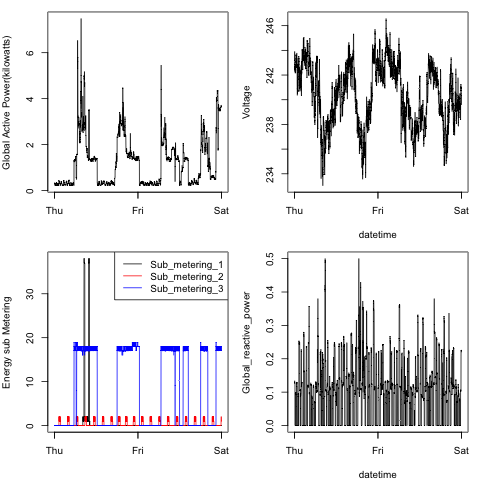 Global Active Power(kilowatts)
6
4
2
0
Thu
Fri
Sat
Voltage
246
242
238
234
Thu
Fri
Sat
datetime
Energy sub Metering
30
20
10
0
Sub_metering_1
Sub_metering_2
Sub_metering_3
Thu
Fri
Sat
Global_reactive_power
0.5
0.4
0.3
0.2
0.1
0.0
Thu
Fri
Sat
datetime